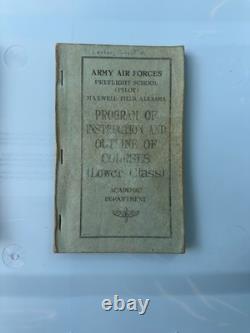 ARMY AIR FORCES
PREFLIGHT SCHOOL
(PILOT)
MAXWELL FIELD, ALABAMA
PROGRAM OF
INSTRUCTION AND
OUTLINE OF
COURSES
(Lower Class)
ACADEMIC
DEPARTMENT
ebay